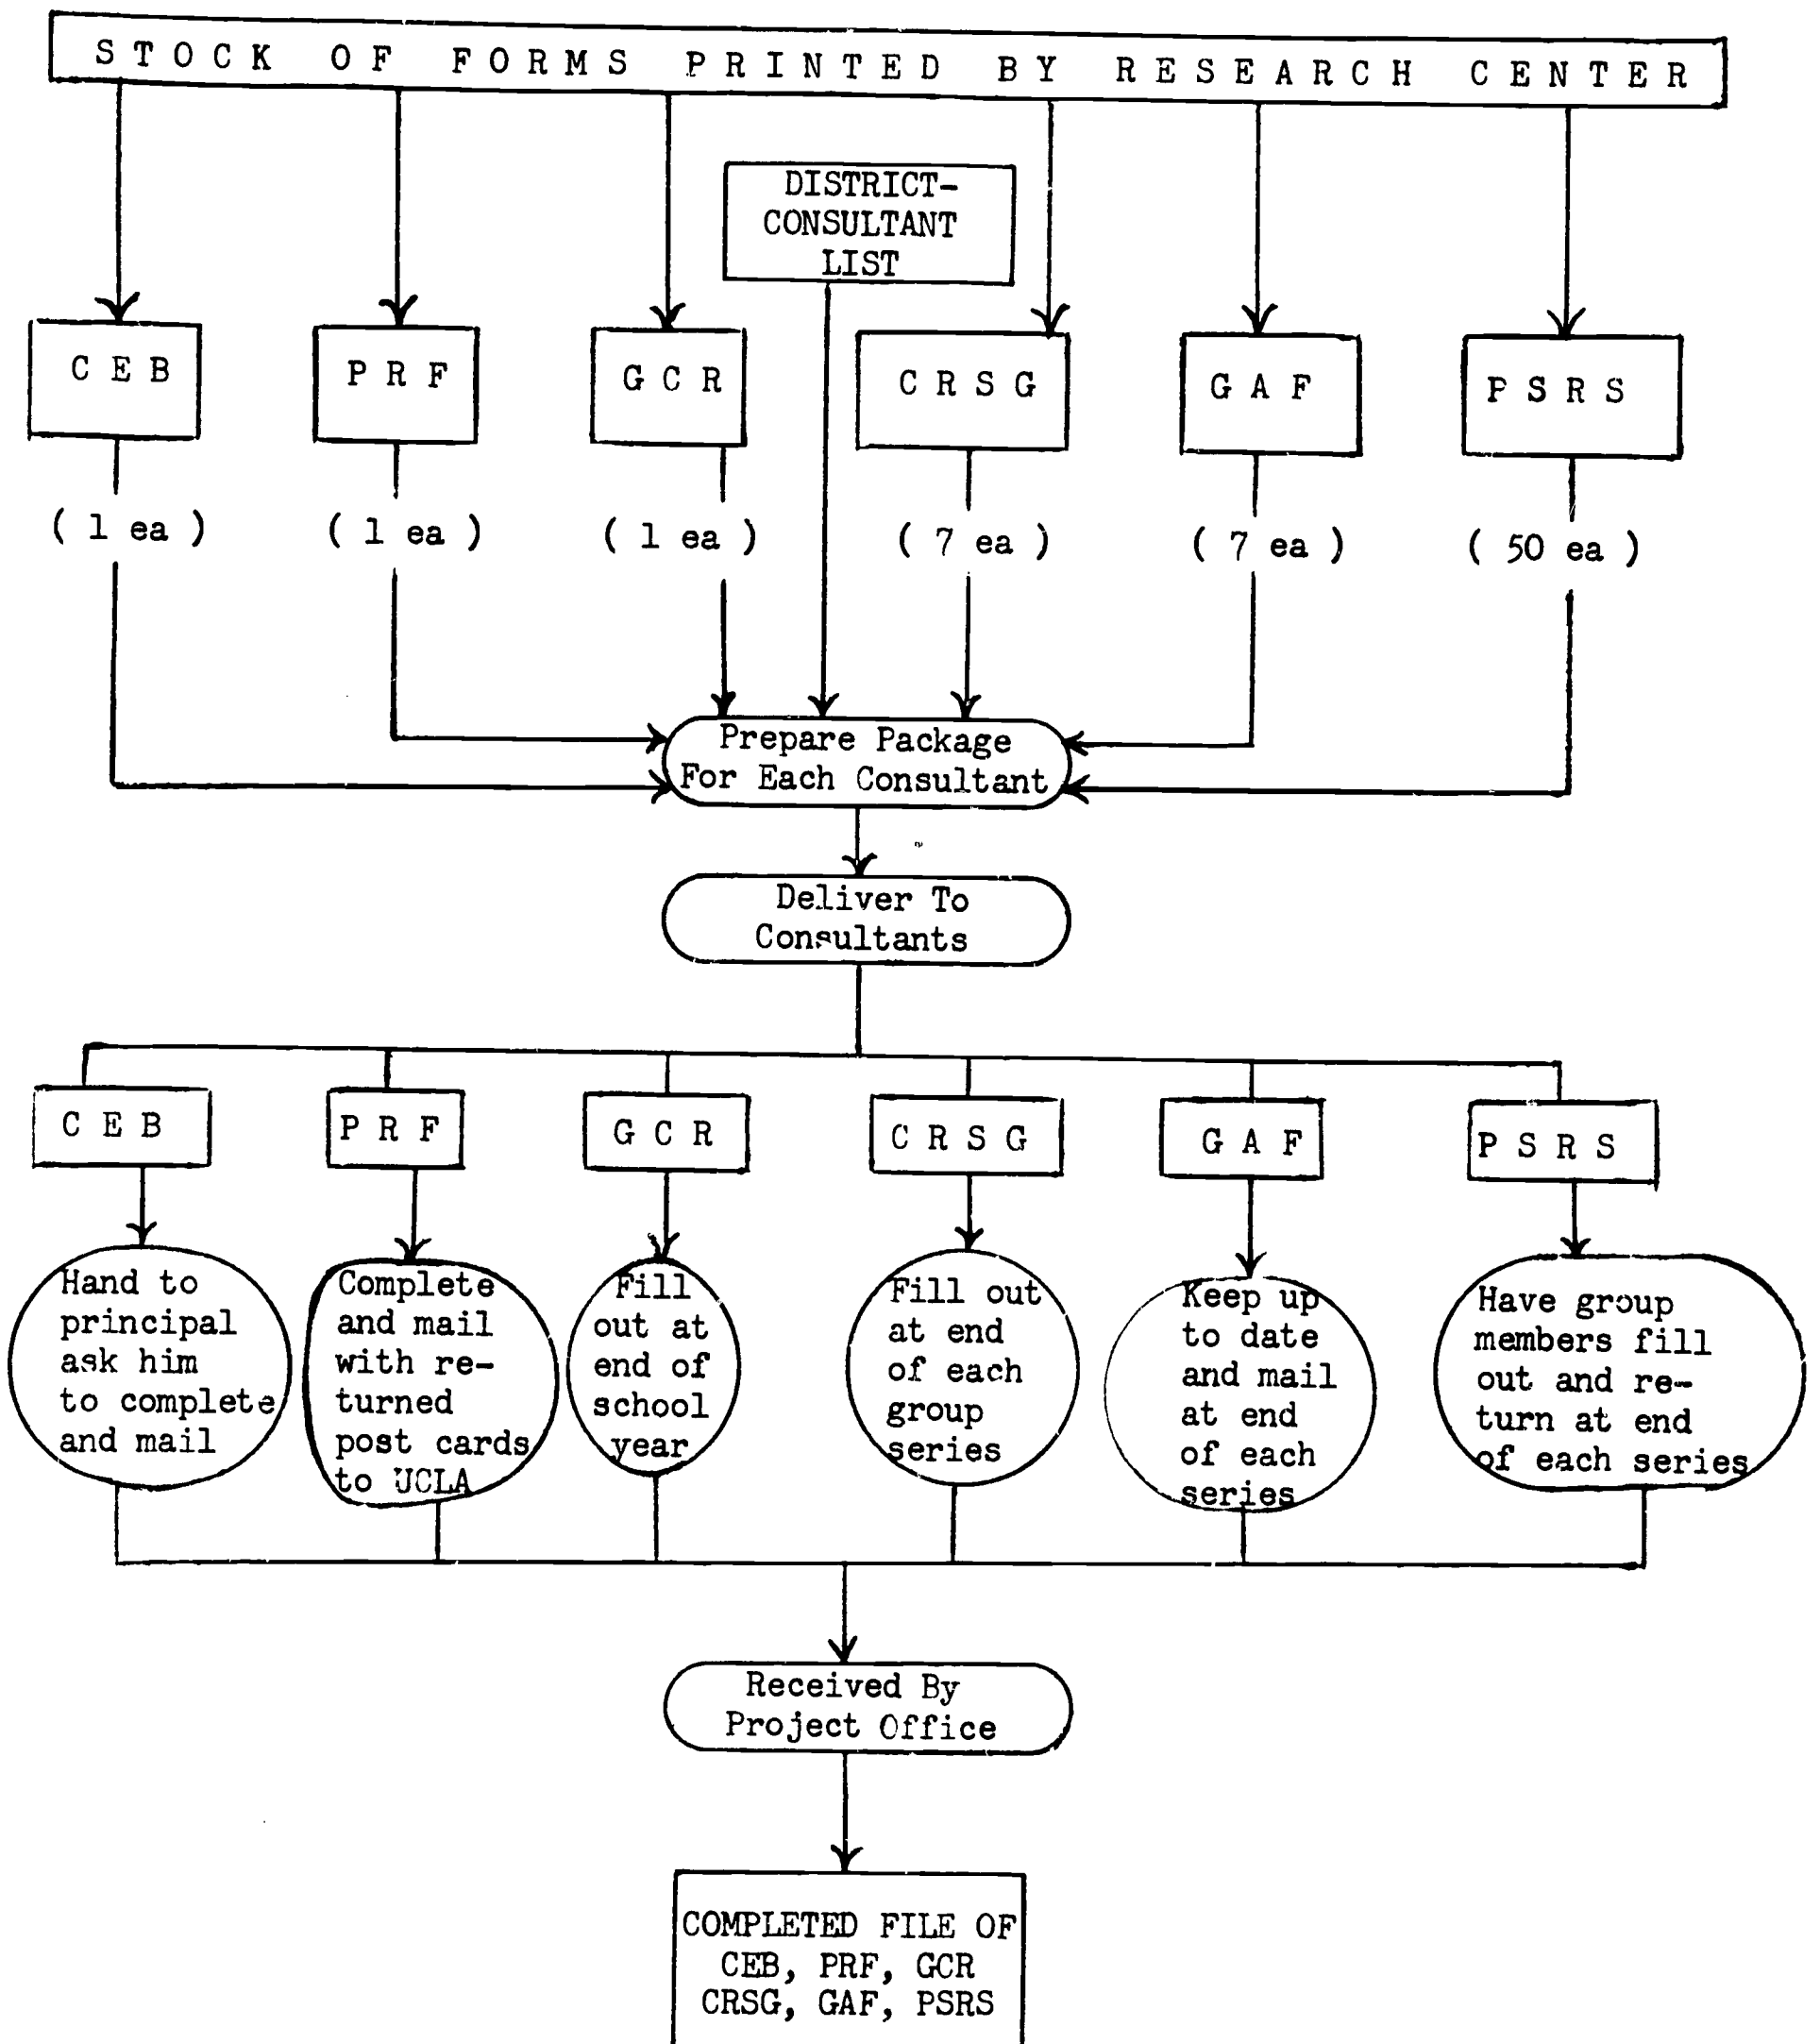 STOCK OF FORMS PRINTED BY RESEARCH CENTER
DISTRICT-
CONSULTANT
LIST
CEB
PRF
GCR
CRSG
GAF
PSRS
( 1 ea )
( 1 ea )
( 1 ea )
( 7 ea )
( 7 ea )
( 50 ea )
Prepare Package
For Each Consultant
Deliver To
Consultants
CEB
PRF
GCR
CRSG
GAF
PSRS
Hand to
principal
ask him
to complete
and mail
Complete
and mail
with re-
turned
post cards
to UCLA
Fill
out at
end of
school
year
Fill out
at end
of each
group
series
Keep up
to date
and mail
at end
of each
series
Have group
members fill
out and re-
turn at end
of each series
Received By
Project Office
COMPLETED FILE OF
CEB, PRF, GCR
CRSG, GAF, PSRS